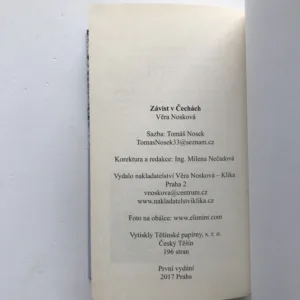 Závist v Čechách
Věra Nosková
Sazba: Tomáš Nosek
TomasNosek33@seznam.cz
Korektura a redakce: Ing. Milena Nečadová
Vydalo nakladatelství Věra Nosková – Klika
Praha 2
vnoskova@centrum.cz
www.nakladatelstviklika.cz
Foto na obálce: www.elinint.com
Vytiskly Těšínské papírny, s. r. o.
Český Těšín
196 stran
První vydání
2017 Praha